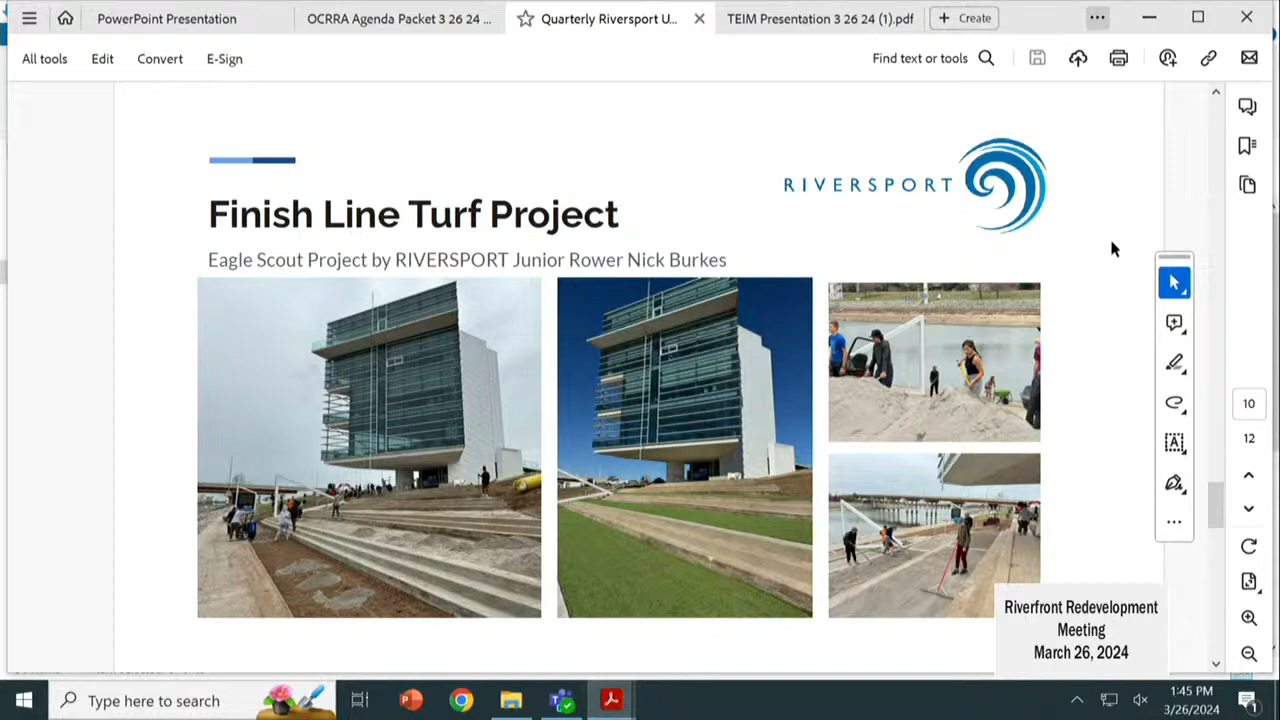 PowerPoint Presentation
OCRRA Agenda Packet 3 26 24 ...
Quarterly Riversport U...
TEIM Presentation 3 26 24 (1).pdf
+ Create
All tools
Edit
Convert
E-Sign
Find text or tools
RIVERSPORT
Finish Line Turf Project
Eagle Scout Project by RIVERSPORT Junior Rower Nick Burkes
10
12
Riverfront Redevelopment
Meeting
March 26, 2024
Type here to search
1:45 PM
3/26/2024
1